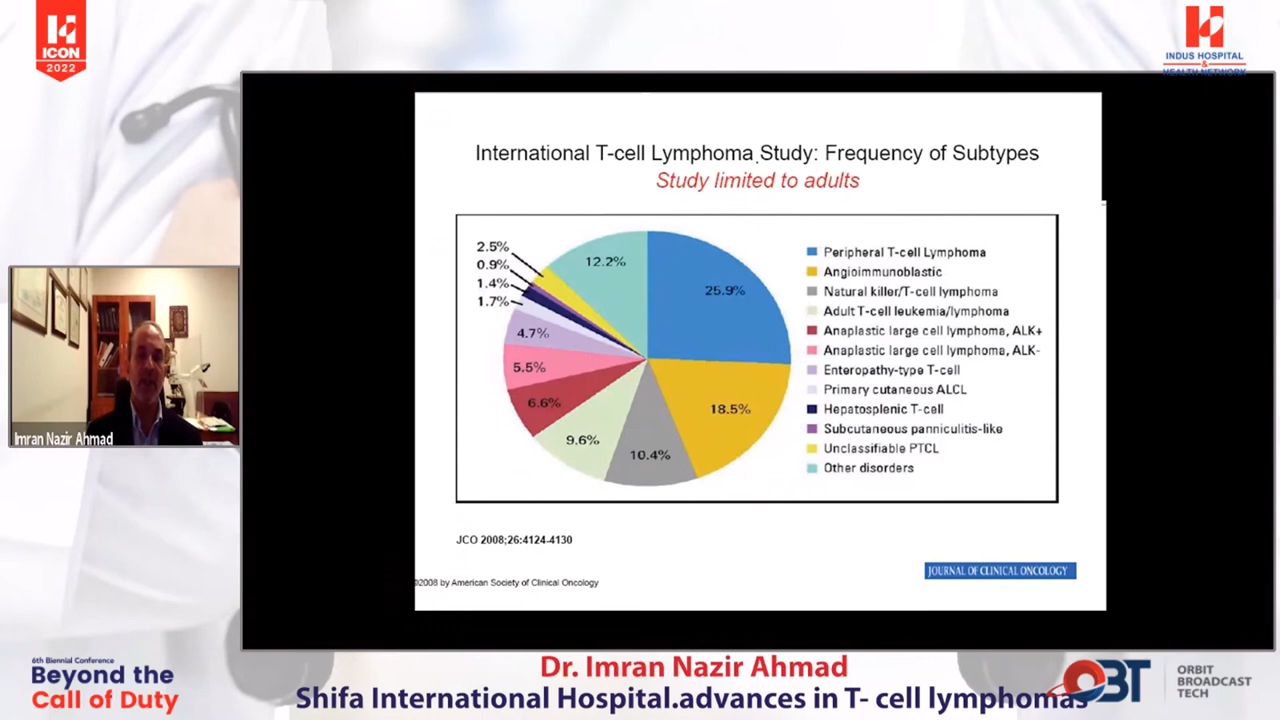 ICON
2022
INDUS HOSPITAL
&
HEALTH NETWORK
International T-cell Lymphoma Study: Frequency of Subtypes
Study limited to adults
2.5%
0.9%
1.4%
1.7%
4.7%
5.5%
6.6%
9.6%
10.4%
18.5%
25.9%
12.2%
Peripheral T-cell Lymphoma
Angioimmunoblastic
Natural killer/T-cell lymphoma
Adult T-cell leukemia/lymphoma
Anaplastic large cell lymphoma, ALK+
Anaplastic large cell lymphoma, ALK-
Enteropathy-type T-cell
Primary cutaneous ALCL
Hepatosplenic T-cell
Subcutaneous panniculitis-like
Unclassifiable PTCL
Other disorders
JCO 2008;26:4124-4130
©2008 by American Society of Clinical Oncology
JOURNAL OF CLINICAL ONCOLOGY
Imran Nazir Ahmad
6th Biennial Conference
Beyond the
Call of Duty
Dr. Imran Nazir Ahmad
Shifa International Hospital.advances in T- cell lymphomas
OBT
ORBIT
BROADCAST
TECH